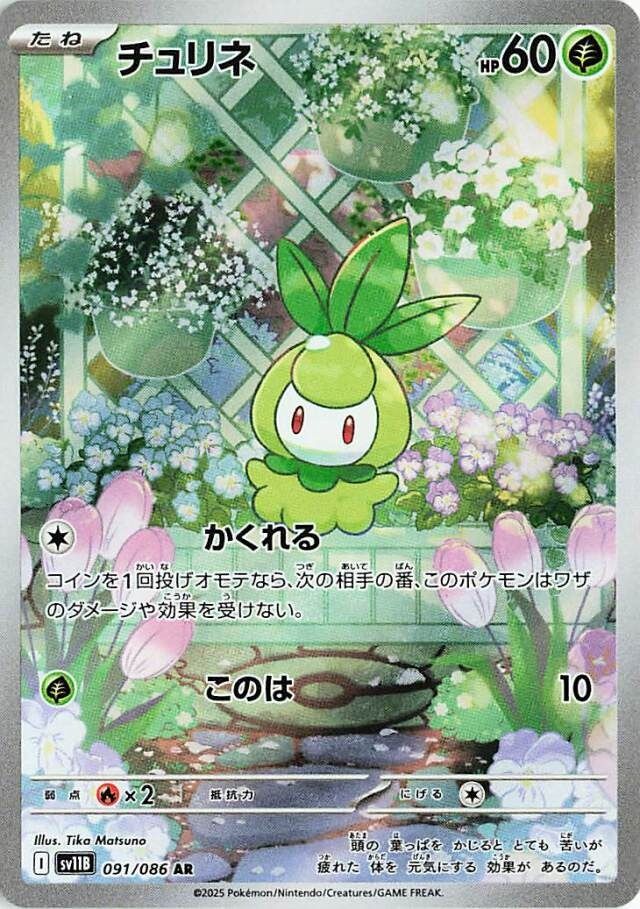 たね
チュリネ
HP60
かくれる
コインを1回投げオモテなら、次の相手の番、このポケモンはワザ
のダメージや効果を受けない。
このは 10
弱点 ×2 抵抗力 にげる
Illus. Tika Matsuno
I sv11B 091/086 AR
頭の 葉っぱを かじると とても 苦いが
疲れた 体を 元気にする 効果が あるのだ。
©2025 Pokémon/Nintendo/Creatures/GAME FREAK.